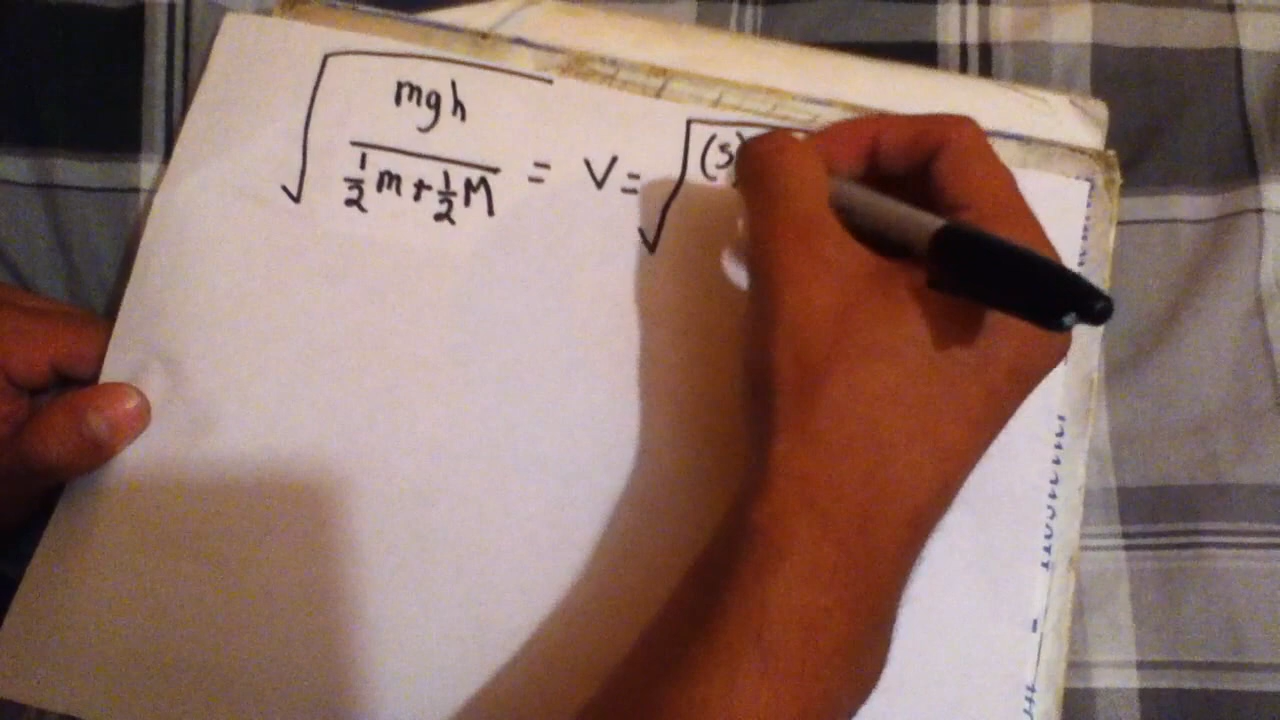 √(mgh / (½m + ½M)) = V = √(5)